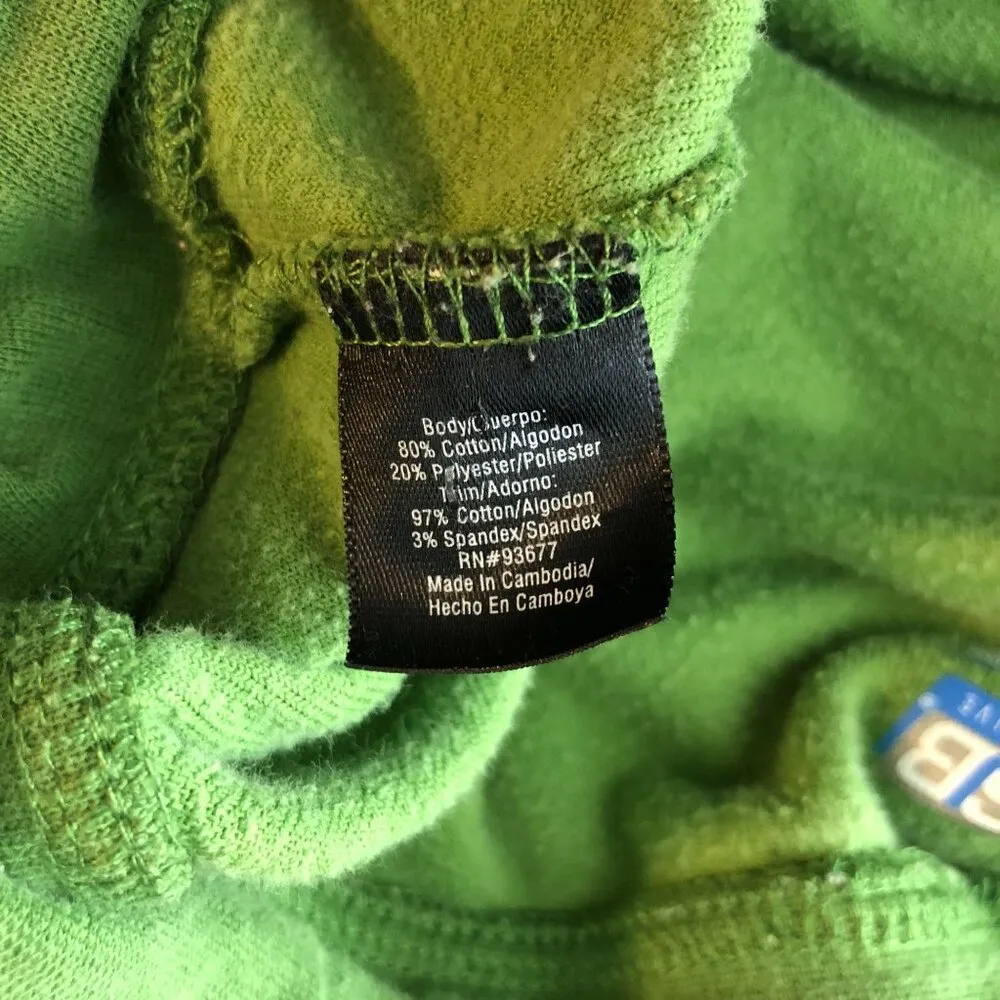 Body/Cuerpo:
80% Cotton/Algodon
20% Polyester/Poliester
Trim/Adorno:
97% Cotton/Algodon
3% Spandex/Spandex
RN#93677
Made In Cambodia/
Hecho En Camboya